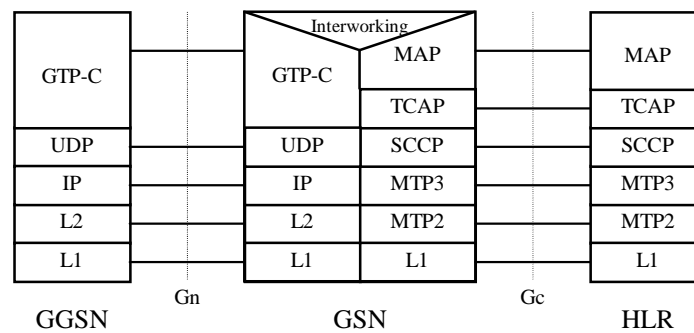 Interworking
GTP-C GTP-C MAP MAP
TCAP TCAP
UDP UDP SCCP SCCP
IP IP MTP3 MTP3
L2 L2 MTP2 MTP2
L1 L1 L1 L1
Gn Gc
GGSN GSN HLR